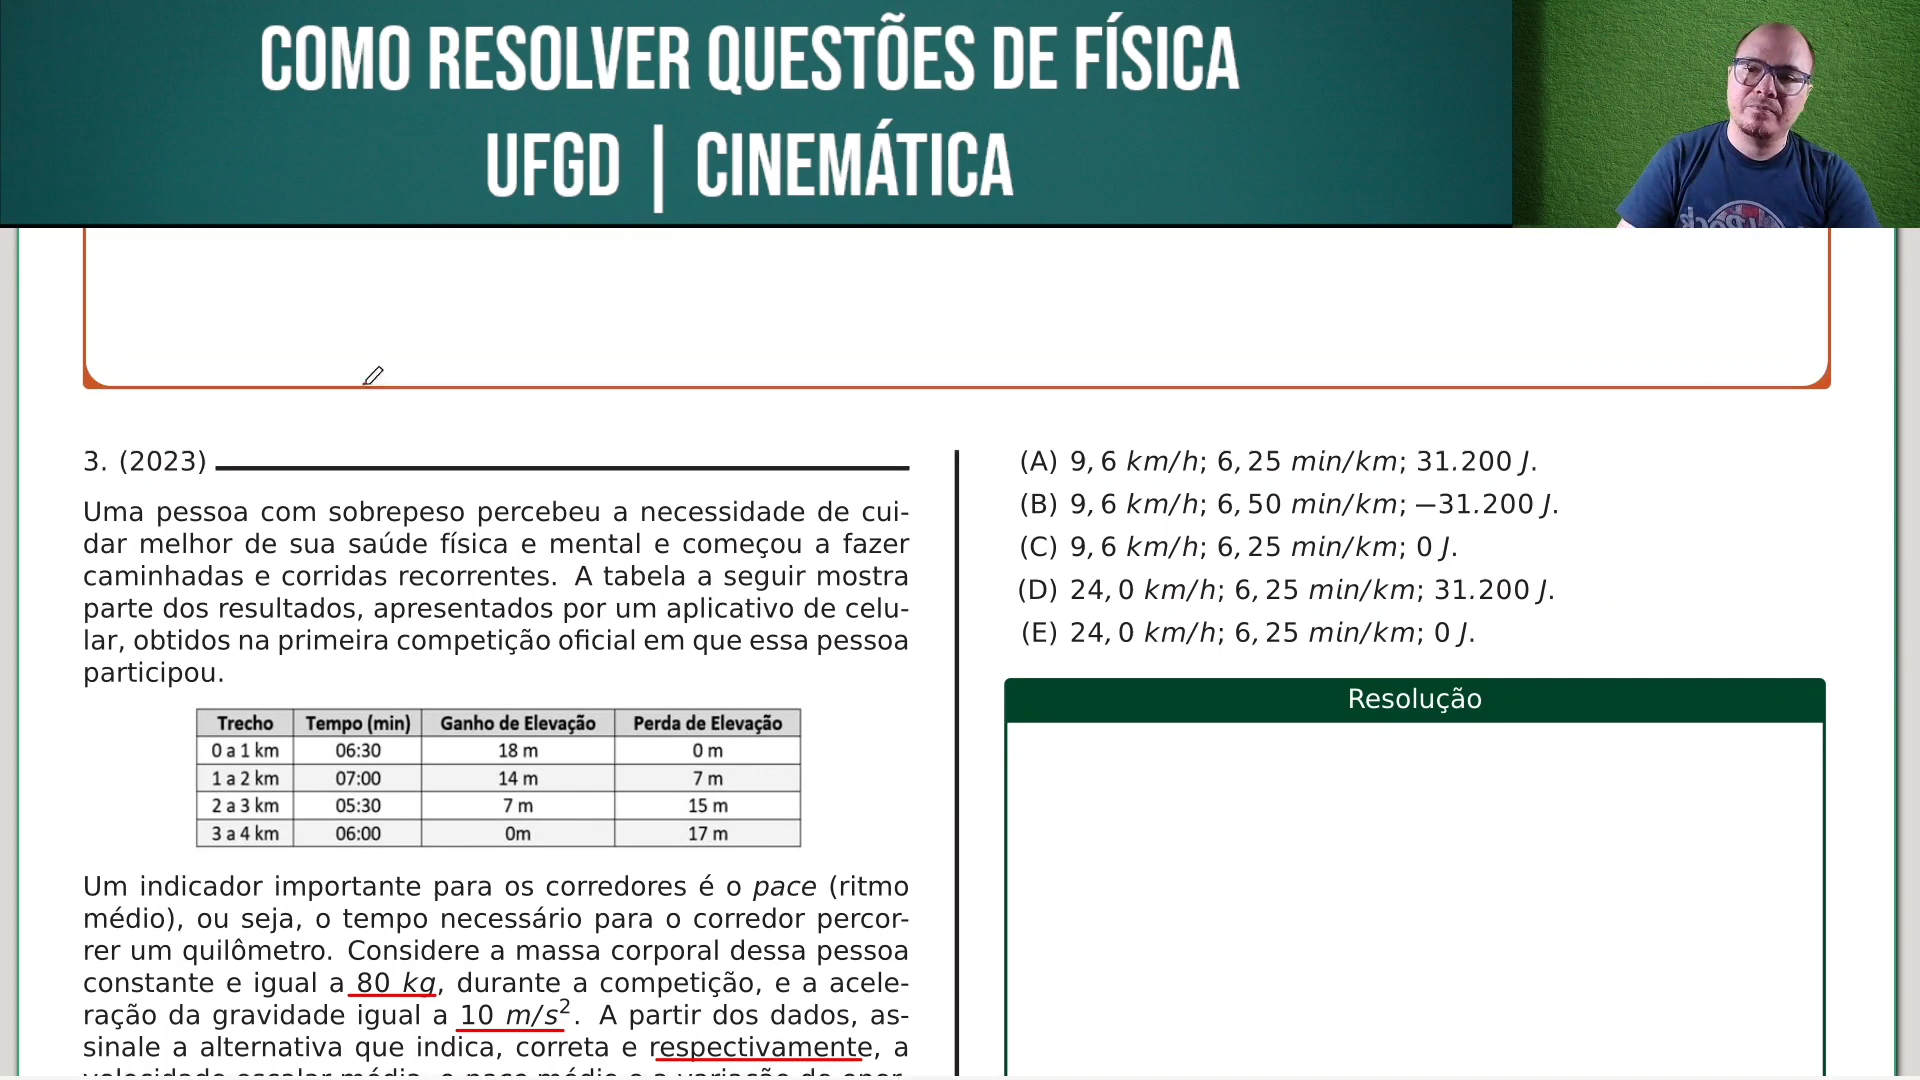 COMO RESOLVER QUESTÕES DE FÍSICA
UFGD | CINEMÁTICA
3. (2023)
Uma pessoa com sobrepeso percebeu a necessidade de cui-
dar melhor de sua saúde física e mental e começou a fazer
caminhadas e corridas recorrentes. A tabela a seguir mostra
parte dos resultados, apresentados por um aplicativo de celu-
lar, obtidos na primeira competição oficial em que essa pessoa
participou.
Trecho Tempo (min) Ganho de Elevação Perda de Elevação
0 a 1 km 06:30 18 m 0 m
1 a 2 km 07:00 14 m 7 m
2 a 3 km 05:30 7 m 15 m
3 a 4 km 06:00 0m 17 m
Um indicador importante para os corredores é o pace (ritmo
médio), ou seja, o tempo necessário para o corredor percor-
rer um quilômetro. Considere a massa corporal dessa pessoa
constante e igual a 80 kg, durante a competição, e a acele-
ração da gravidade igual a 10 m/s². A partir dos dados, as-
sinale a alternativa que indica, correta e respectivamente, a
(A) 9,6 km/h; 6,25 min/km; 31.200 J.
(B) 9,6 km/h; 6,50 min/km; −31.200 J.
(C) 9,6 km/h; 6,25 min/km; 0 J.
(D) 24,0 km/h; 6,25 min/km; 31.200 J.
(E) 24,0 km/h; 6,25 min/km; 0 J.
Resolução